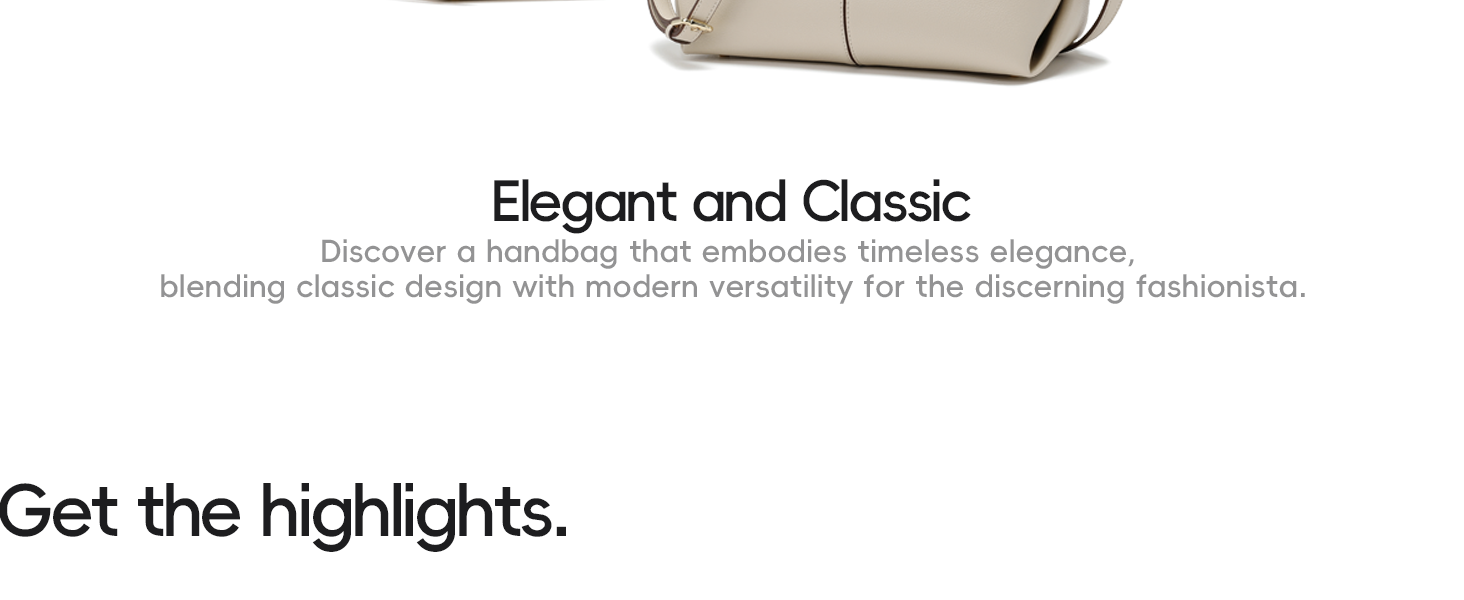 Elegant and Classic
Discover a handbag that embodies timeless elegance,
blending classic design with modern versatility for the discerning fashionista.
Get the highlights.